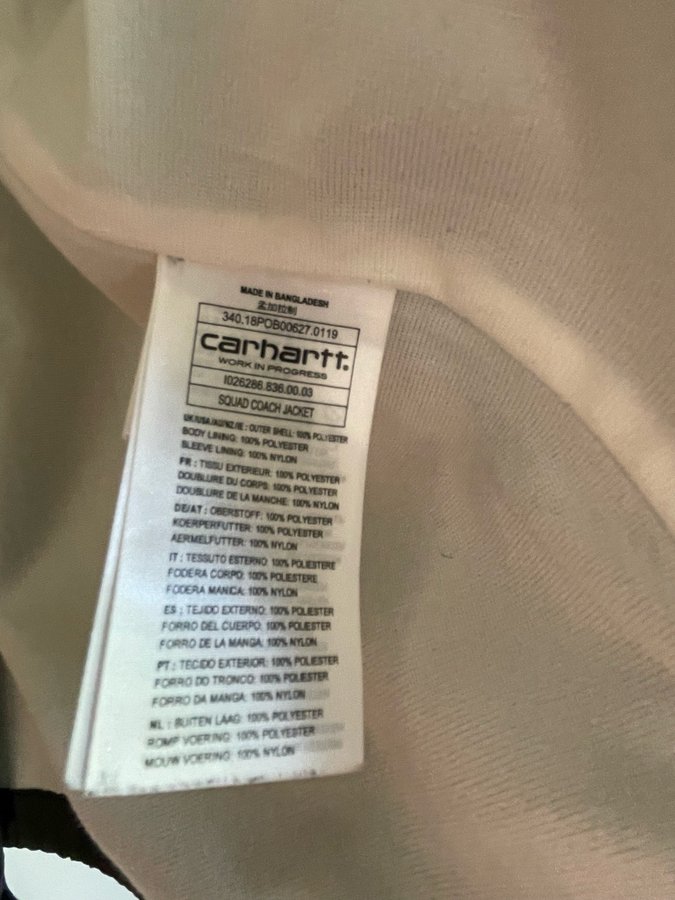 MADE IN BANGLADESH
孟加拉制
340.18POB00627.0119
carhartt.
WORK IN PROGRESS
I026286.836.00.03
SQUAD COACH JACKET
UK/USA/AU/NZ/IE : OUTER SHELL: 100% POLYESTER
BODY LINING: 100% POLYESTER
SLEEVE LINING: 100% NYLON
FR : TISSU EXTERIEUR: 100% POLYESTER
DOUBLURE DU CORPS: 100% POLYESTER
DOUBLURE DE LA MANCHE: 100% NYLON
DE/AT : OBERSTOFF: 100% POLYESTER
KOERPERFUTTER: 100% POLYESTER
AERMELFUTTER: 100% NYLON
IT : TESSUTO ESTERNO: 100% POLIESTERE
FODERA CORPO: 100% POLIESTERE
FODERA MANICA: 100% NYLON
ES : TEJIDO EXTERNO: 100% POLIESTER
FORRO DEL CUERPO: 100% POLIESTER
FORRO DE LA MANGA: 100% NYLON
PT : TECIDO EXTERIOR: 100% POLIESTER
FORRO DO TRONCO: 100% POLIESTER
FORRO DA MANGA: 100% NYLON
NL : BUITEN LAAG: 100% POLYESTER
ROMP VOERING: 100% POLYESTER
MOUW VOERING: 100% NYLON